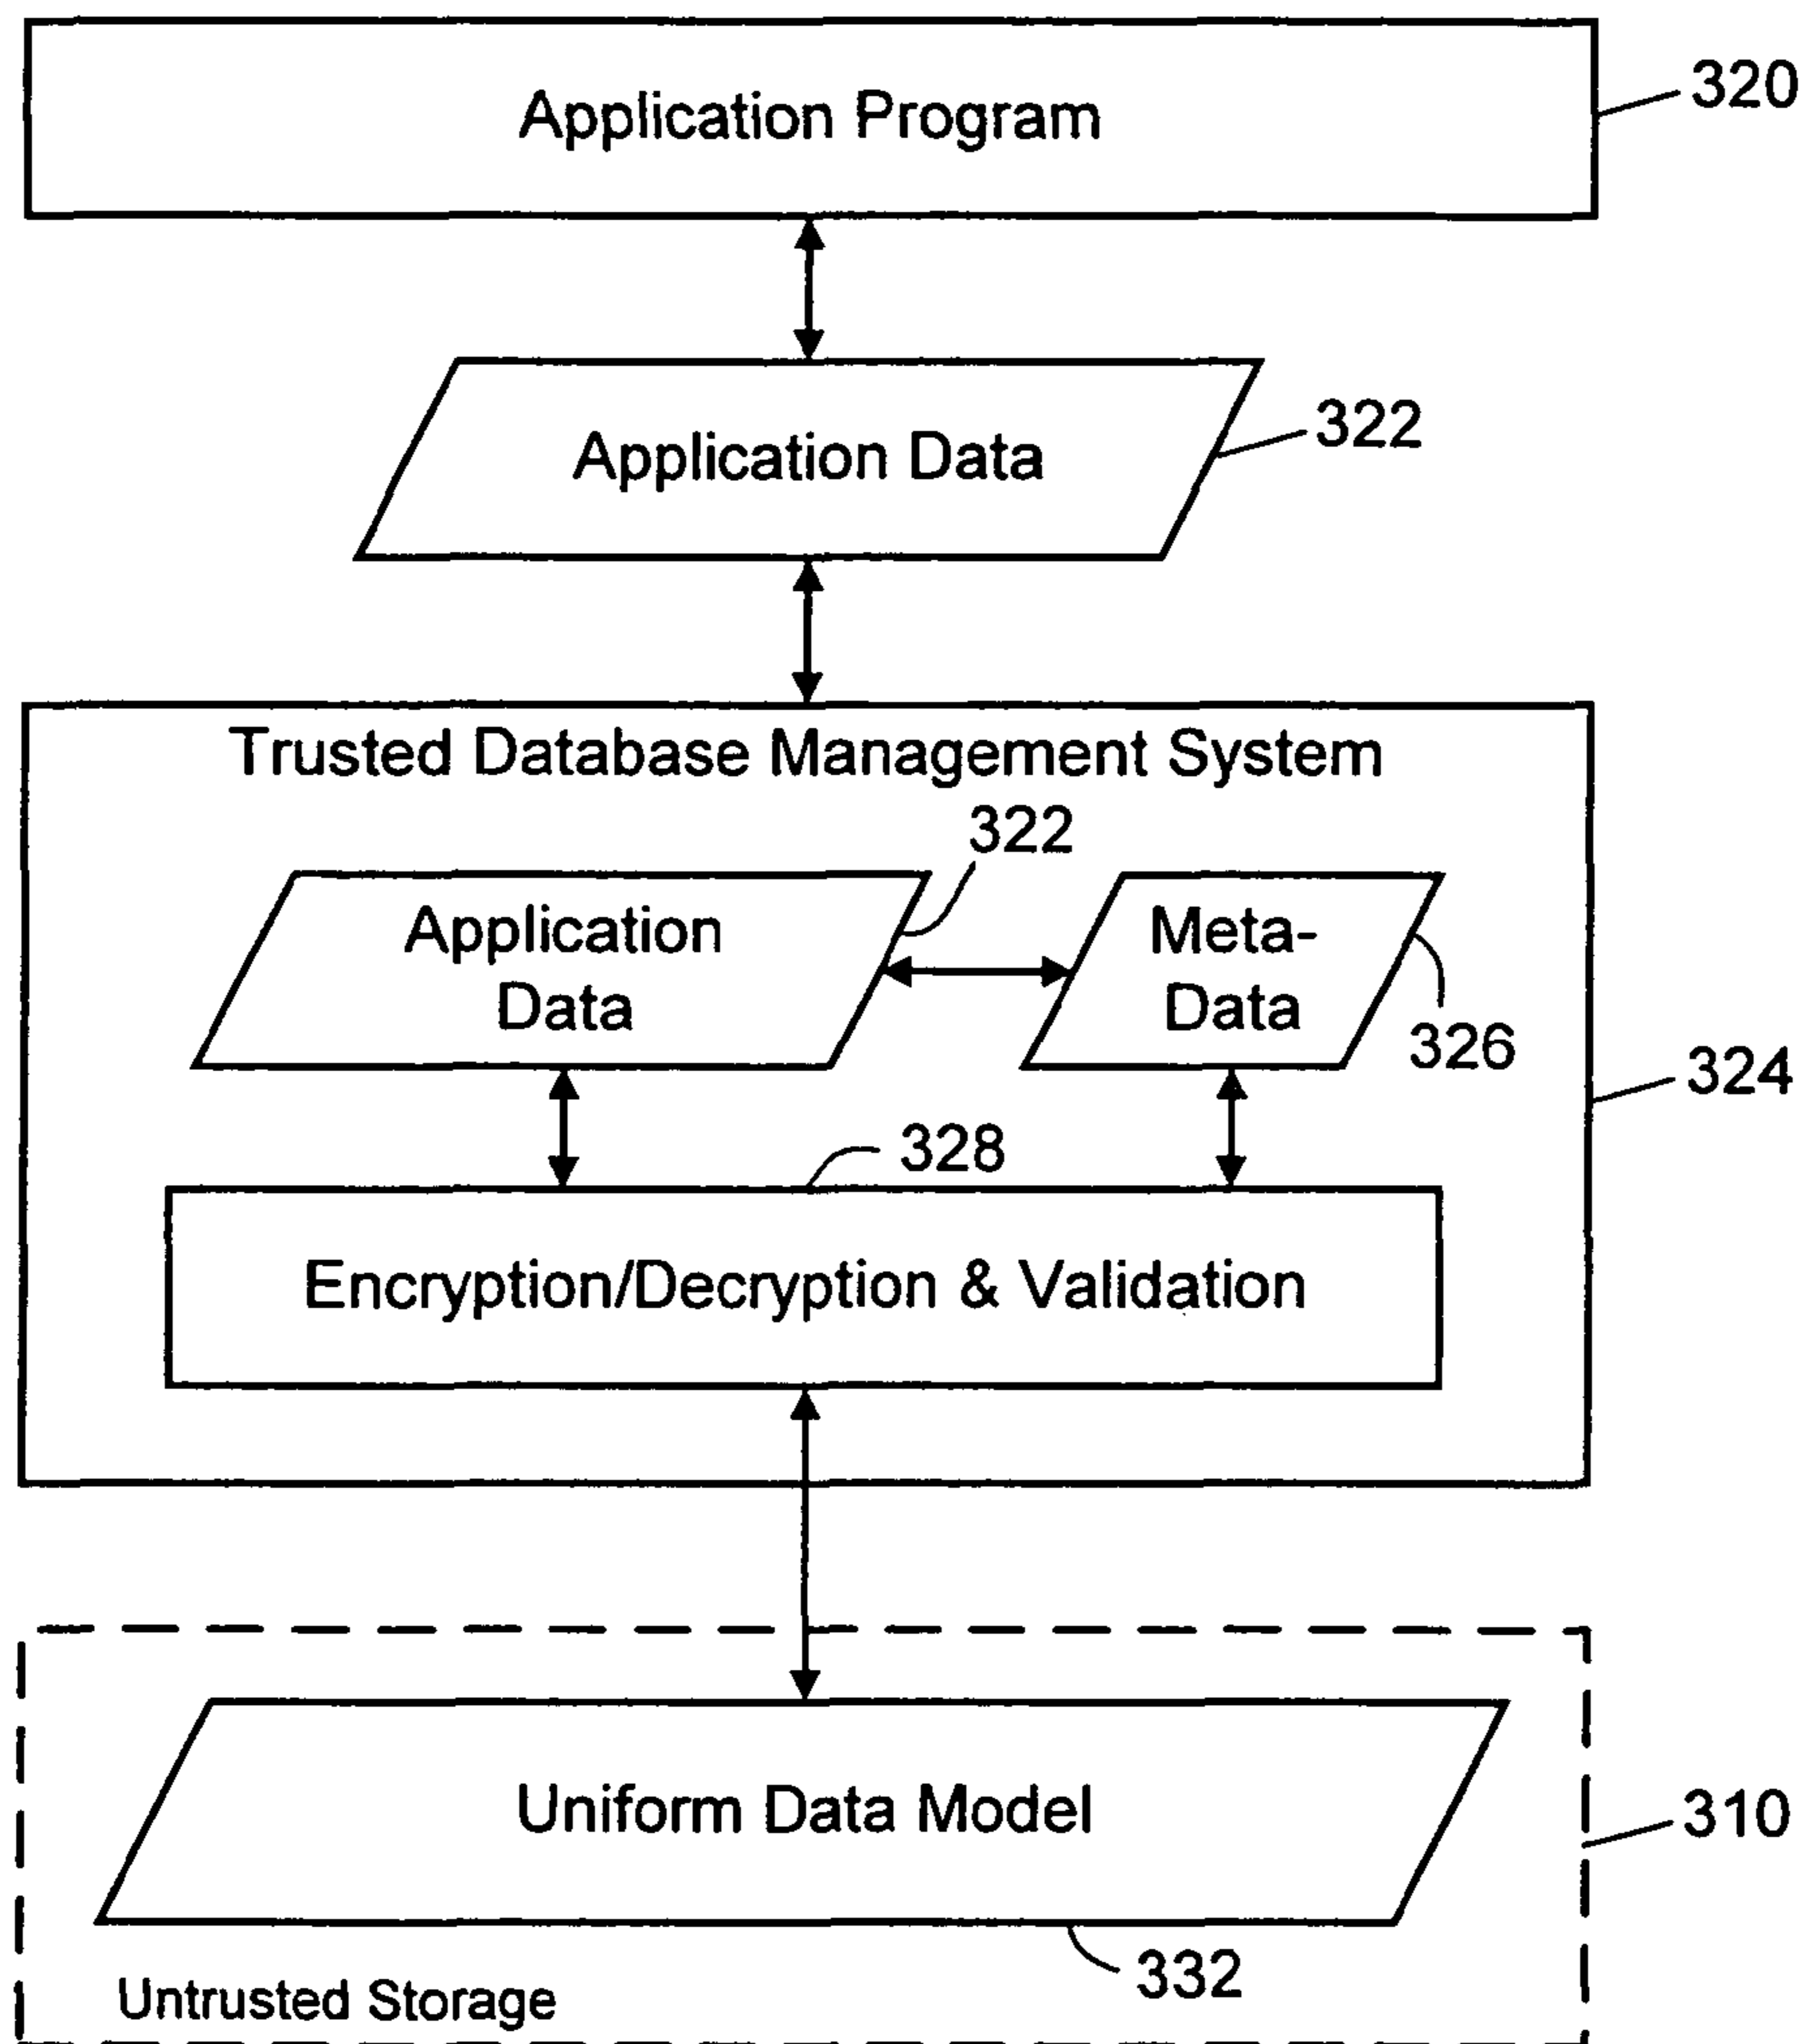 Application Program
320
Application Data
322
Trusted Database Management System
322
Application
Data
Meta-
Data
326
324
328
Encryption/Decryption & Validation
Uniform Data Model
310
332
Untrusted Storage